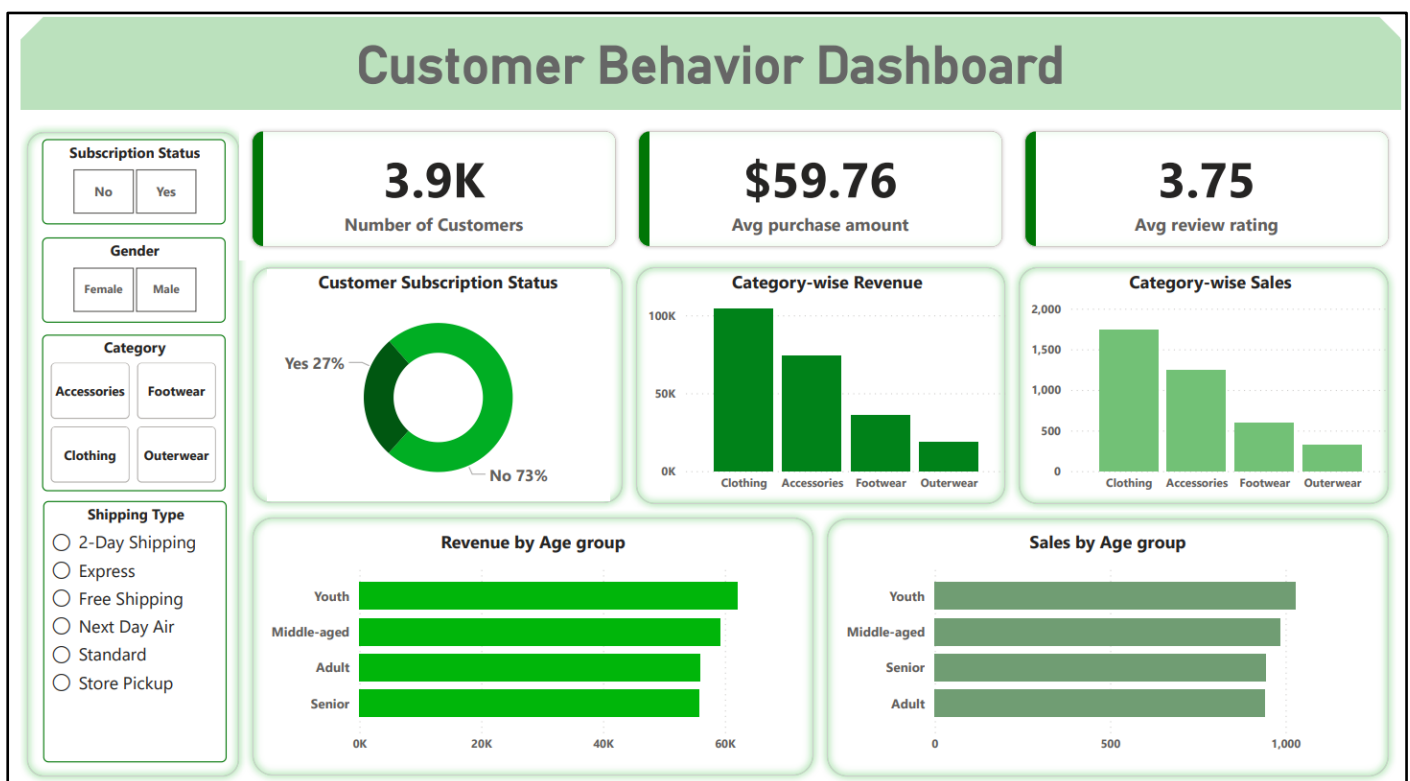 Customer Behavior Dashboard
Subscription Status
No Yes
Gender
Female Male
Category
Accessories Footwear
Clothing Outerwear
Shipping Type
2-Day Shipping
Express
Free Shipping
Next Day Air
Standard
Store Pickup
3.9K
Number of Customers
$59.76
Avg purchase amount
3.75
Avg review rating
Customer Subscription Status
Yes 27%
No 73%
Category-wise Revenue
100K
50K
0K
Clothing Accessories Footwear Outerwear
Category-wise Sales
2,000
1,500
1,000
500
0
Clothing Accessories Footwear Outerwear
Revenue by Age group
Youth
Middle-aged
Adult
Senior
0K 20K 40K 60K
Sales by Age group
Youth
Middle-aged
Senior
Adult
0 500 1,000